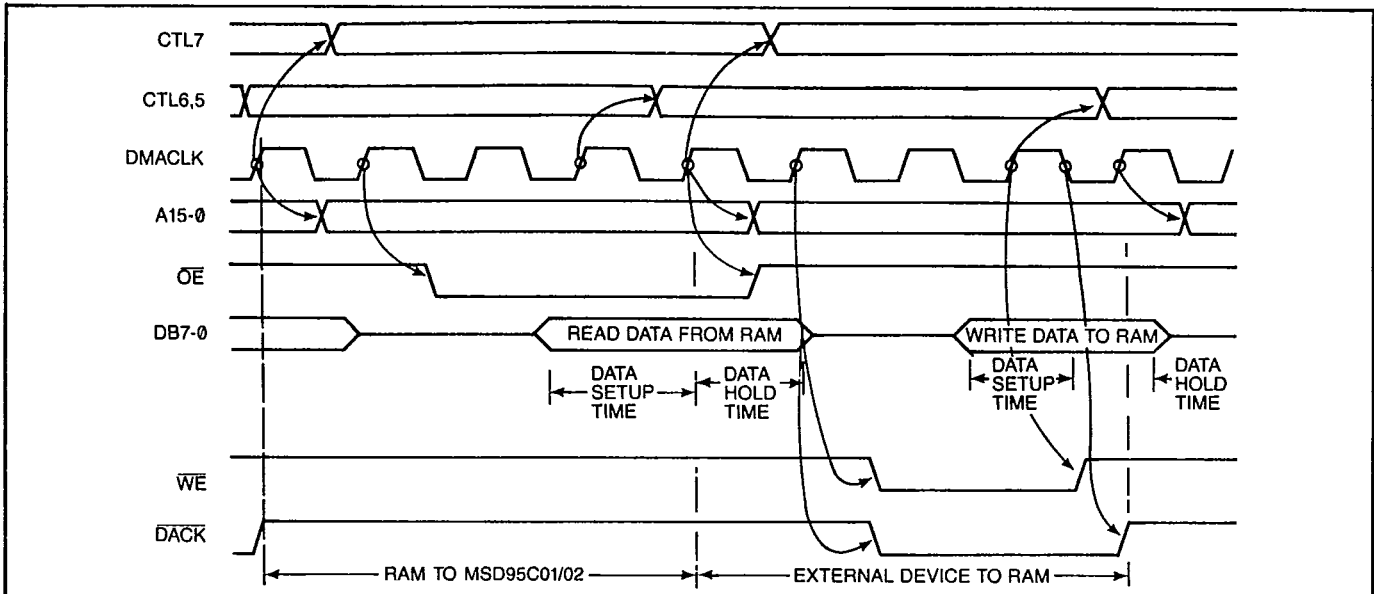 CTL7
CTL6,5
DMACLK
A15-0
OE
DB7-0
READ DATA FROM RAM
WRITE DATA TO RAM
DATA
SETUP
TIME
DATA
HOLD
TIME
DATA
SETUP
TIME
DATA
HOLD
TIME
WE
DACK
RAM TO MSD95C01/02
EXTERNAL DEVICE TO RAM